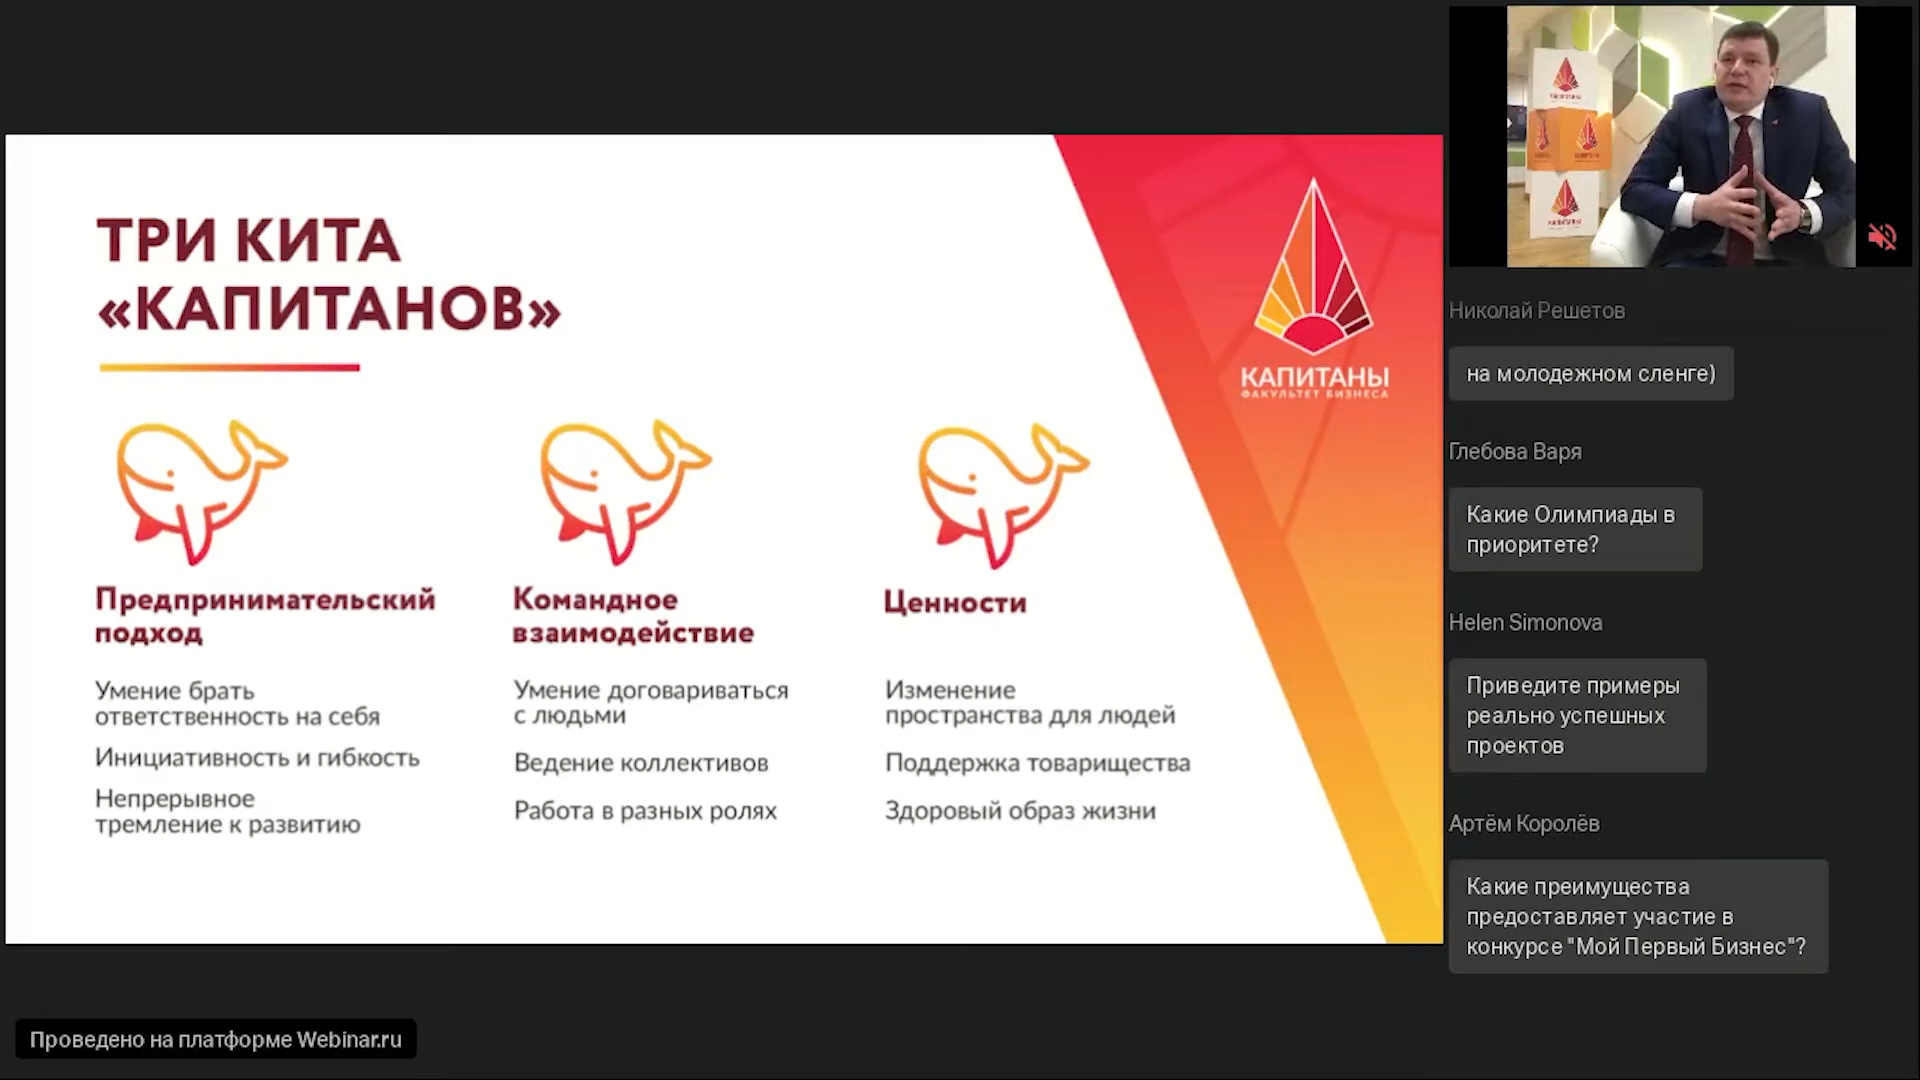 ТРИ КИТА
«КАПИТАНОВ»
КАПИТАНЫ
ФАКУЛЬТЕТ БИЗНЕСА
Предпринимательский
подход
Умение брать
ответственность на себя
Инициативность и гибкость
Непрерывное
тремление к развитию
Командное
взаимодействие
Умение договариваться
с людьми
Ведение коллективов
Работа в разных ролях
Ценности
Изменение
пространства для людей
Поддержка товарищества
Здоровый образ жизни
КАПИТАНЫ
КАПИТАНЫ
Николай Решетов
на молодежном сленге)
Глебова Варя
Какие Олимпиады в
приоритете?
Helen Simonova
Приведите примеры
реально успешных
проектов
Артём Королёв
Какие преимущества
предоставляет участие в
конкурсе "Мой Первый Бизнес"?
Проведено на платформе Webinar.ru